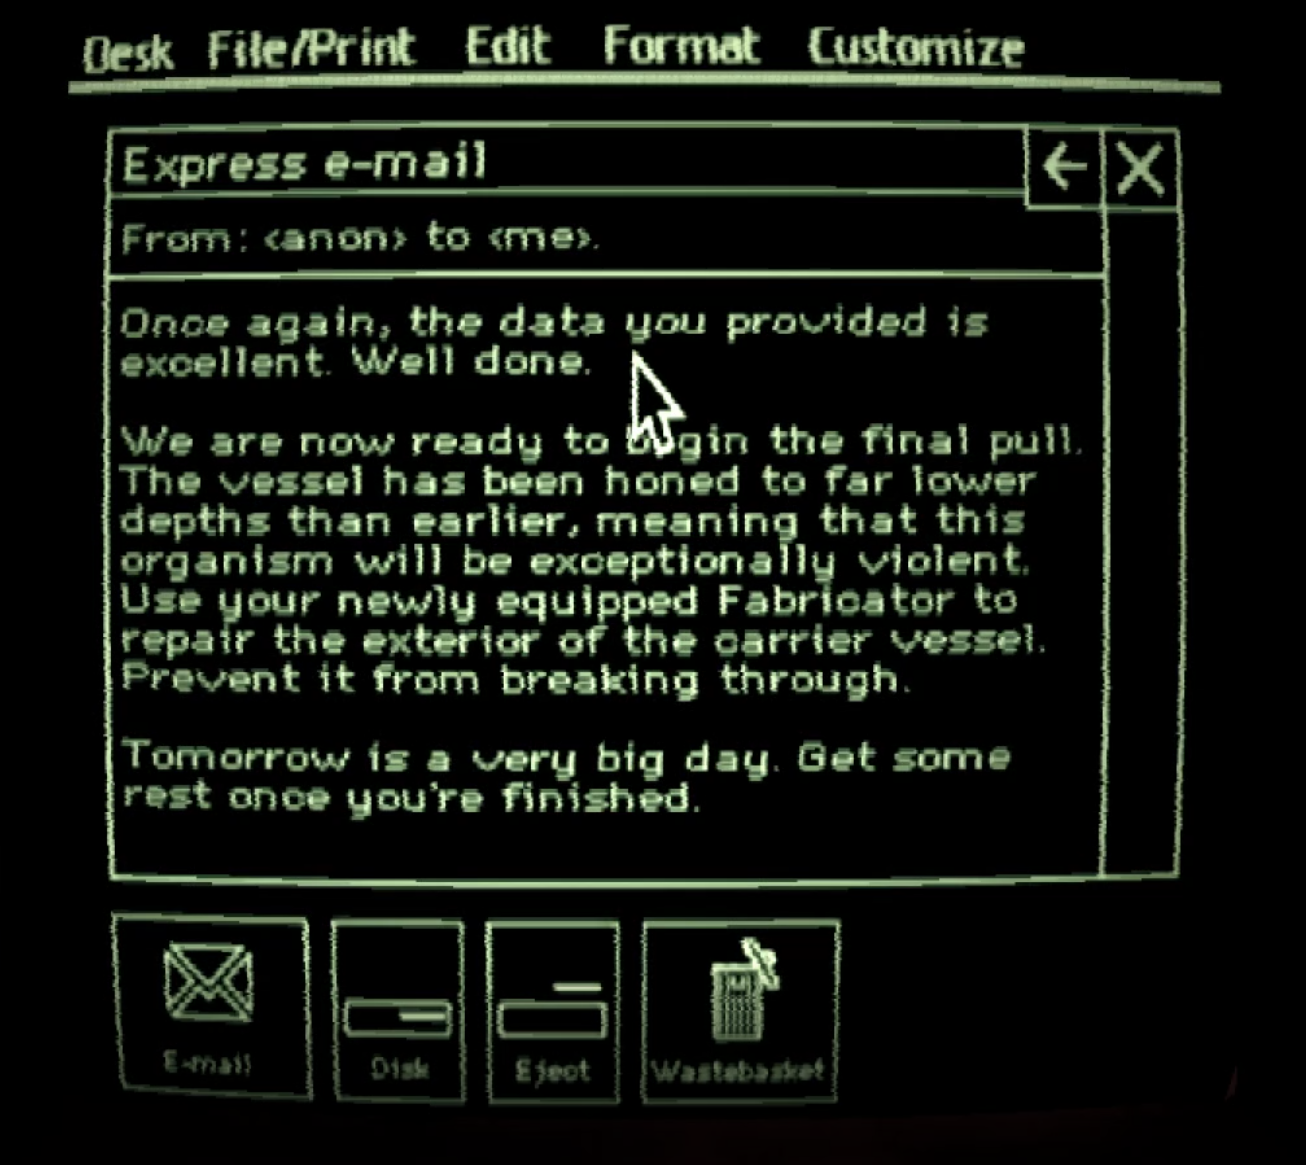 Desk File/Print Edit Format Customize
Express e-mail
From: <anon> to <me>.
Once again, the data you provided is
excellent. Well done.
We are now ready to begin the final pull.
The vessel has been honed to far lower
depths than earlier, meaning that this
organism will be exceptionally violent.
Use your newly equipped Fabricator to
repair the exterior of the carrier vessel.
Prevent it from breaking through.
Tomorrow is a very big day. Get some
rest once you're finished.
E-mail Disk Eject Wastebasket